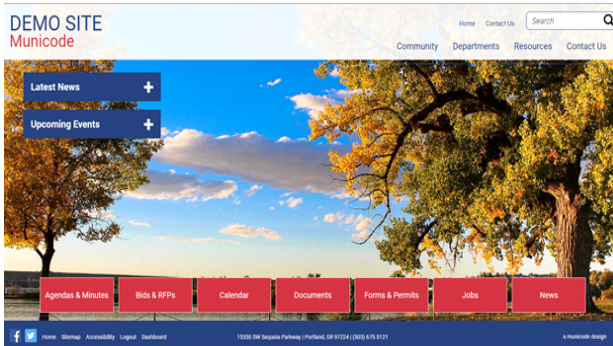 DEMO SITE
Municode
Home Contact Us Search
Community Departments Resources Contact Us
Latest News +
Upcoming Events +
Agendas & Minutes Bids & RFPs Calendar Documents Forms & Permits Jobs News
Home Sitemap Accessibility Logout Dashboard 13350 SW Sequoia Parkway | Portland, OR 97224 | (503) 675-5121 a municode design